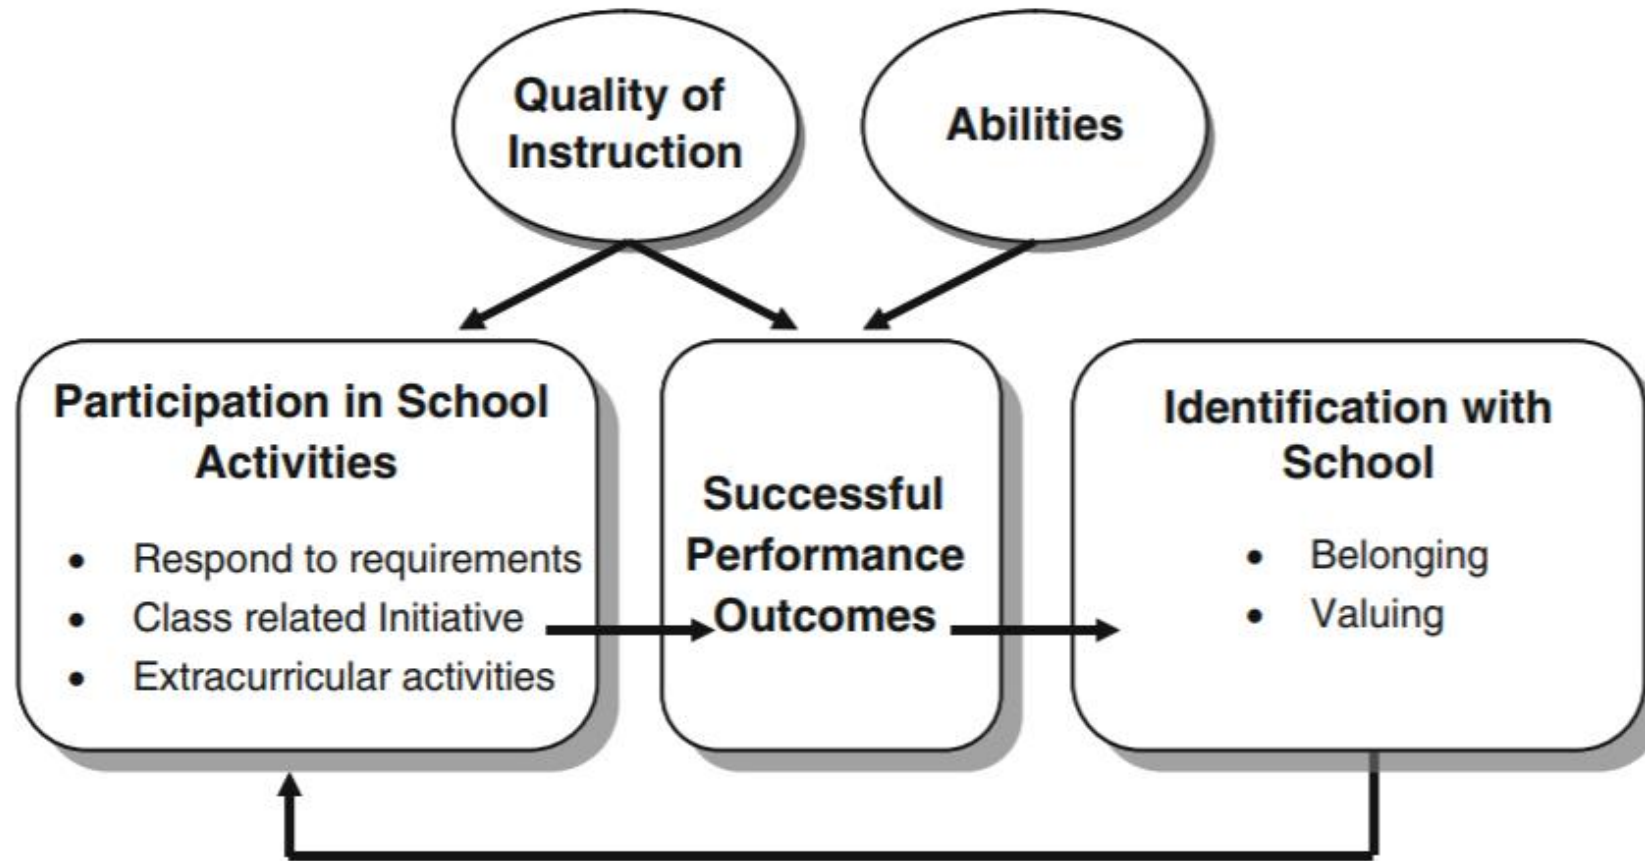 Quality of
Instruction
Abilities
Participation in School
Activities
• Respond to requirements
• Class related Initiative
• Extracurricular activities
Successful
Performance
Outcomes
Identification with
School
• Belonging
• Valuing